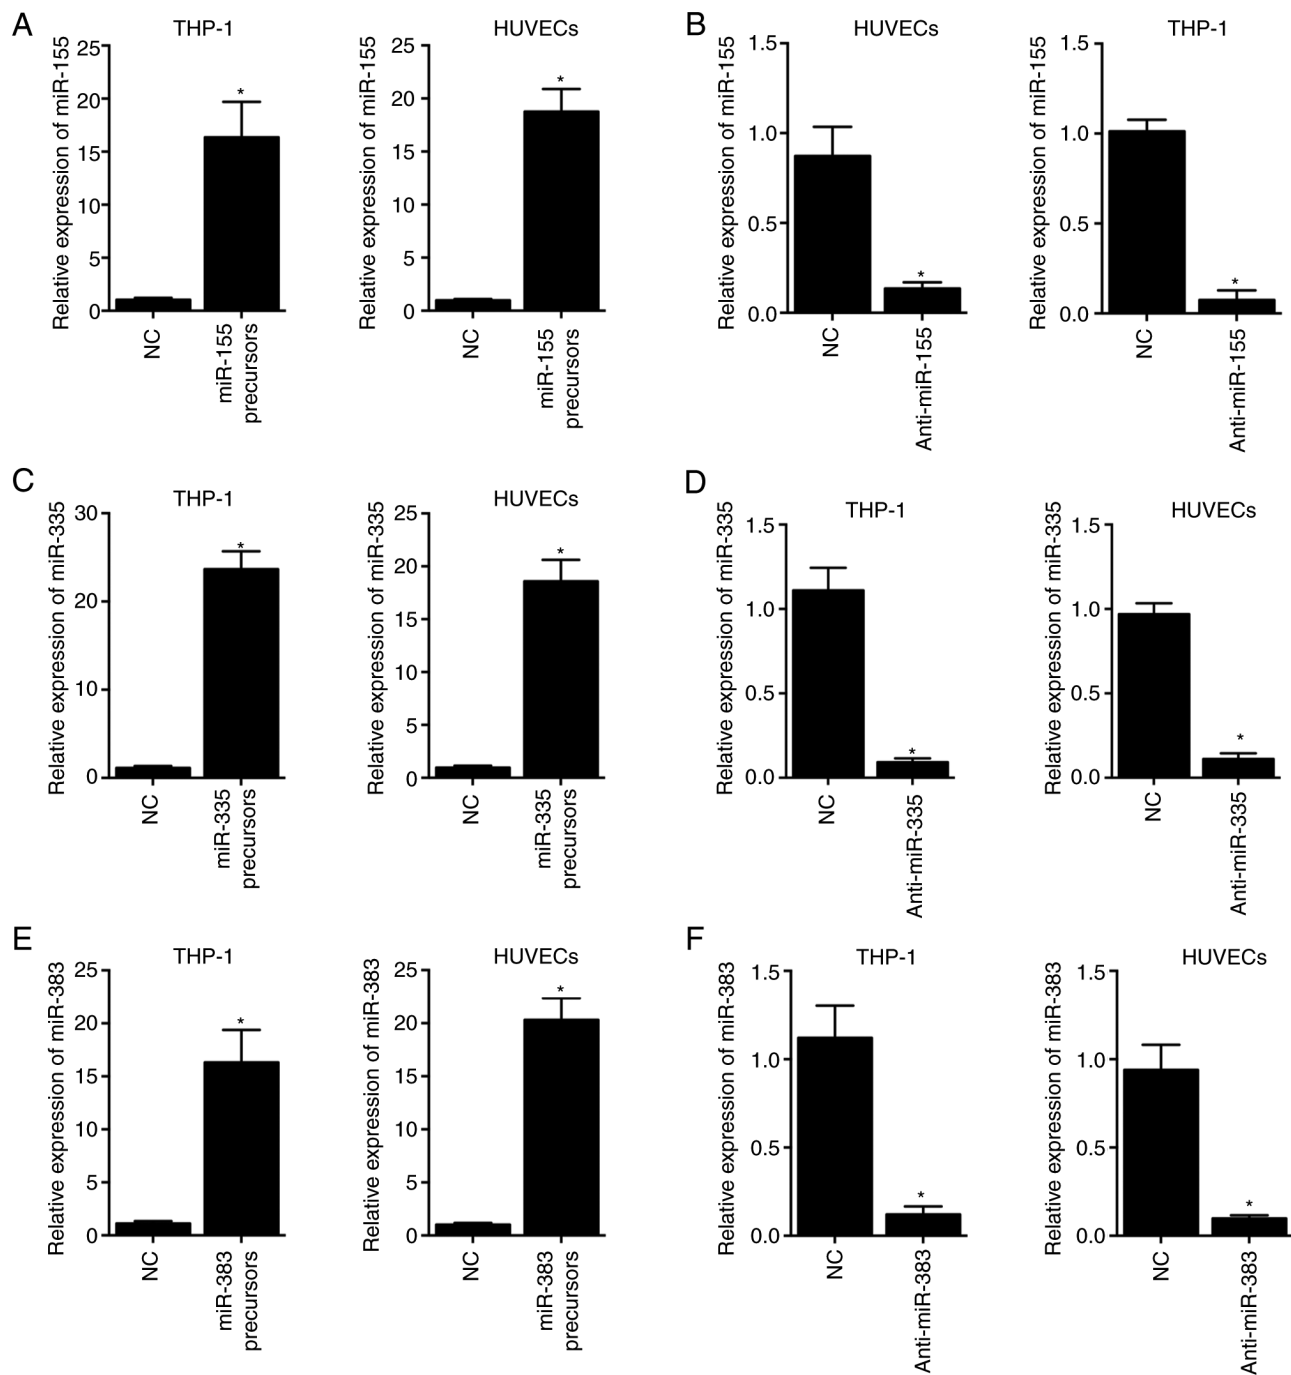 A
THP-1
Relative expression of miR-155
25
20
15
10
5
0
*
NC
miR-155
precursors
HUVECs
Relative expression of miR-155
25
20
15
10
5
0
*
NC
miR-155
precursors
B
HUVECs
Relative expression of miR-155
1.5
1.0
0.5
0.0
*
NC
Anti-miR-155
THP-1
Relative expression of miR-155
1.5
1.0
0.5
0.0
*
NC
Anti-miR-155
C
THP-1
Relative expression of miR-335
30
20
10
0
*
NC
miR-335
precursors
HUVECs
Relative expression of miR-335
25
20
15
10
5
0
*
NC
miR-335
precursors
D
THP-1
Relative expression of miR-335
1.5
1.0
0.5
0.0
*
NC
Anti-miR-335
HUVECs
Relative expression of miR-335
1.5
1.0
0.5
0.0
*
NC
Anti-miR-335
E
THP-1
Relative expression of miR-383
25
20
15
10
5
0
*
NC
miR-383
precursors
HUVECs
Relative expression of miR-383
25
20
15
10
5
0
*
NC
miR-383
precursors
F
THP-1
Relative expression of miR-383
1.5
1.0
0.5
0.0
*
NC
Anti-miR-383
HUVECs
Relative expression of miR-383
1.5
1.0
0.5
0.0
*
NC
Anti-miR-383